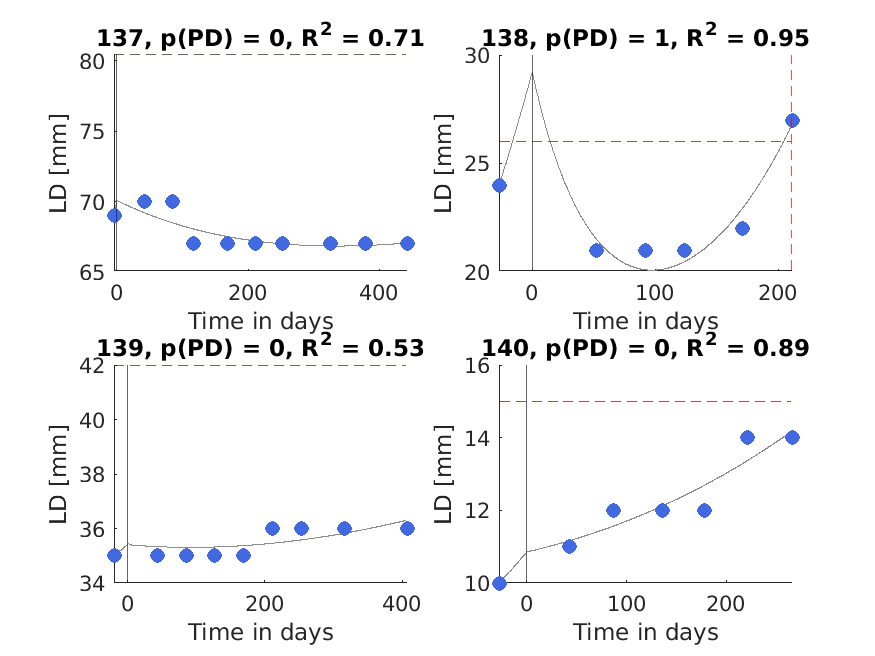 137, p(PD) = 0, R² = 0.71
80
75
70
65
LD [mm]
0 200 400
Time in days
138, p(PD) = 1, R² = 0.95
30
25
20
LD [mm]
0 100 200
Time in days
139, p(PD) = 0, R² = 0.53
42
40
38
36
34
LD [mm]
0 200 400
Time in days
140, p(PD) = 0, R² = 0.89
16
14
12
10
LD [mm]
0 100 200
Time in days